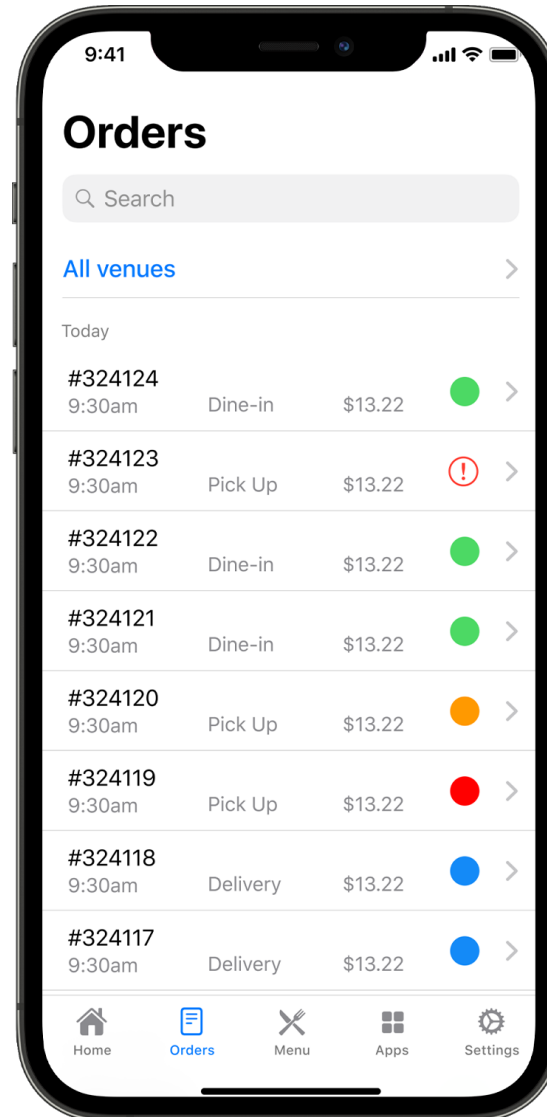 9:41
Orders
Search
All venues
Today
#324124
9:30am Dine-in $13.22
#324123
9:30am Pick Up $13.22
#324122
9:30am Dine-in $13.22
#324121
9:30am Dine-in $13.22
#324120
9:30am Pick Up $13.22
#324119
9:30am Pick Up $13.22
#324118
9:30am Delivery $13.22
#324117
9:30am Delivery $13.22
Home Orders Menu Apps Settings